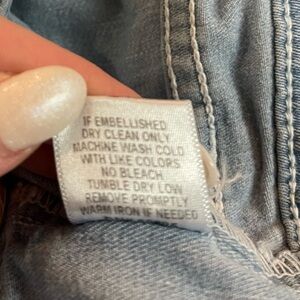 IF EMBELLISHED
DRY CLEAN ONLY
MACHINE WASH COLD
WITH LIKE COLORS
NO BLEACH
TUMBLE DRY LOW
REMOVE PROMPTLY
WARM IRON IF NEEDED